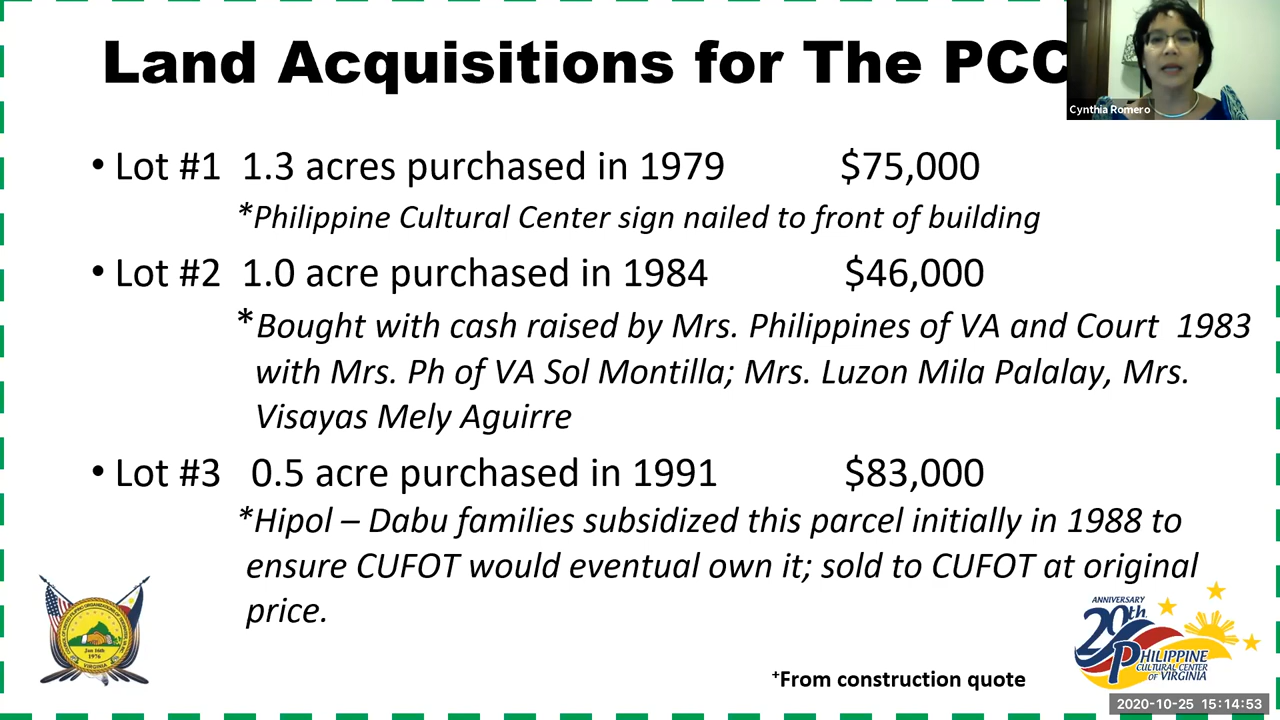 Land Acquisitions for The PCC
Cynthia Romero
• Lot #1 1.3 acres purchased in 1979 $75,000
*Philippine Cultural Center sign nailed to front of building
• Lot #2 1.0 acre purchased in 1984 $46,000
*Bought with cash raised by Mrs. Philippines of VA and Court 1983
with Mrs. Ph of VA Sol Montilla; Mrs. Luzon Mila Palalay, Mrs.
Visayas Mely Aguirre
• Lot #3 0.5 acre purchased in 1991 $83,000
*Hipol – Dabu families subsidized this parcel initially in 1988 to
ensure CUFOT would eventual own it; sold to CUFOT at original
price.
Jan 16th
1976
VIRGINIA
ANNIVERSARY
20th
PHILIPPINE
CULTURAL CENTER
OF VIRGINIA
+From construction quote
2020-10-25 15:14:53